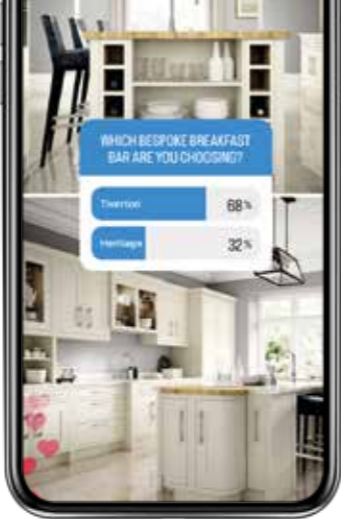 WHICH BESPOKE BREAKFAST
BAR ARE YOU CHOOSING?
Tiverton 68%
Heritage 32%